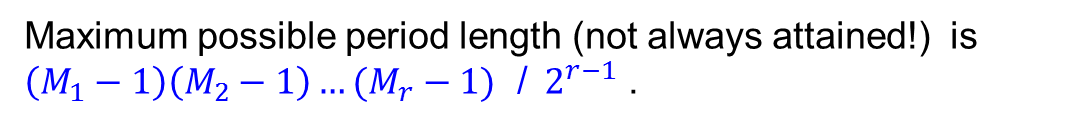 Maximum possible period length (not always attained!) is
(M₁ − 1)(M₂ − 1) … (Mᵣ − 1) / 2ʳ⁻¹ .